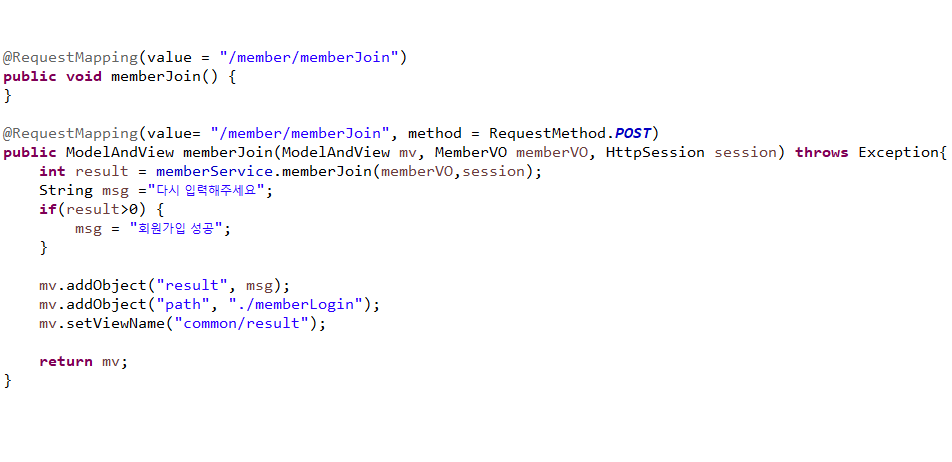 @RequestMapping(value = "/member/memberJoin")
public void memberJoin() {
}
@RequestMapping(value= "/member/memberJoin", method = RequestMethod.POST)
public ModelAndView memberJoin(ModelAndView mv, MemberVO memberVO, HttpSession session) throws Exception{
int result = memberService.memberJoin(memberVO,session);
String msg ="다시 입력해주세요";
if(result>0) {
msg = "회원가입 성공";
}
mv.addObject("result", msg);
mv.addObject("path", "./memberLogin");
mv.setViewName("common/result");
return mv;
}